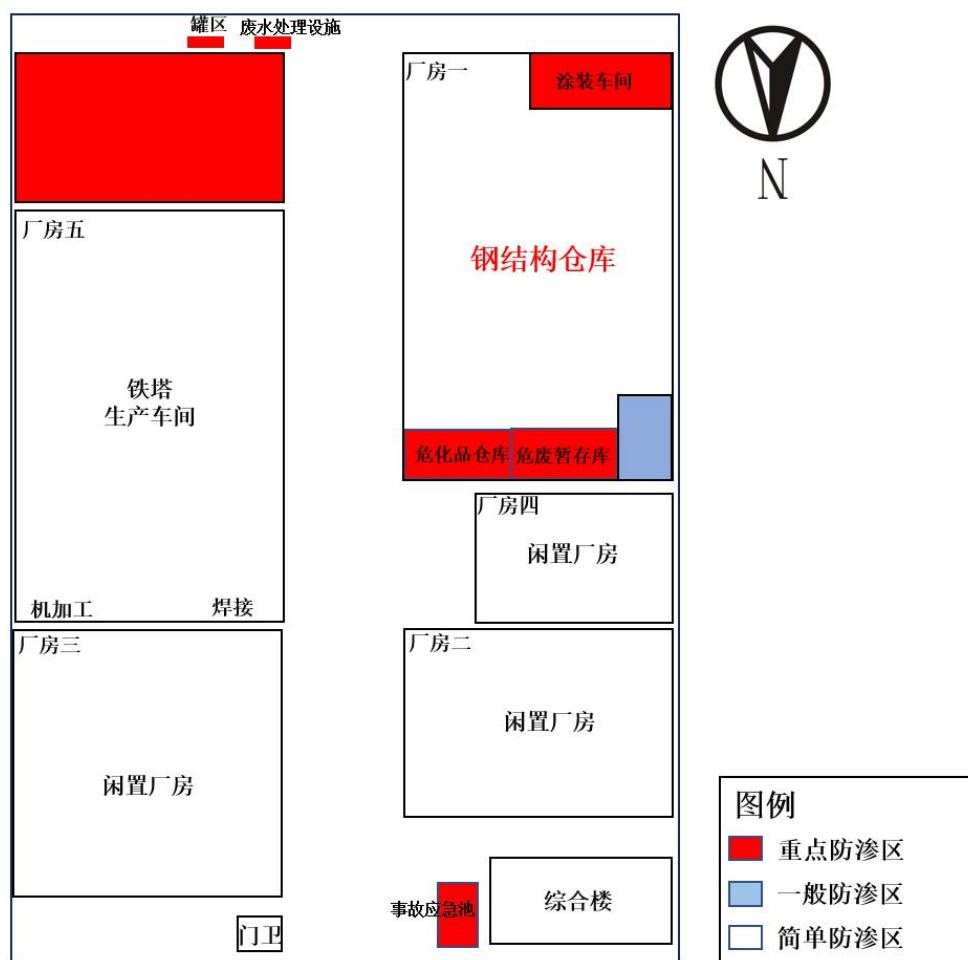 罐区
废水处理设施
厂房一
涂装车间
N
厂房五
钢结构仓库
铁塔
生产车间
危化品仓库
危废暂存库
厂房四
闲置厂房
机加工
焊接
厂房三
厂房二
闲置厂房
闲置厂房
图例
重点防渗区
一般防渗区
简单防渗区
事故应急池
综合楼
门卫